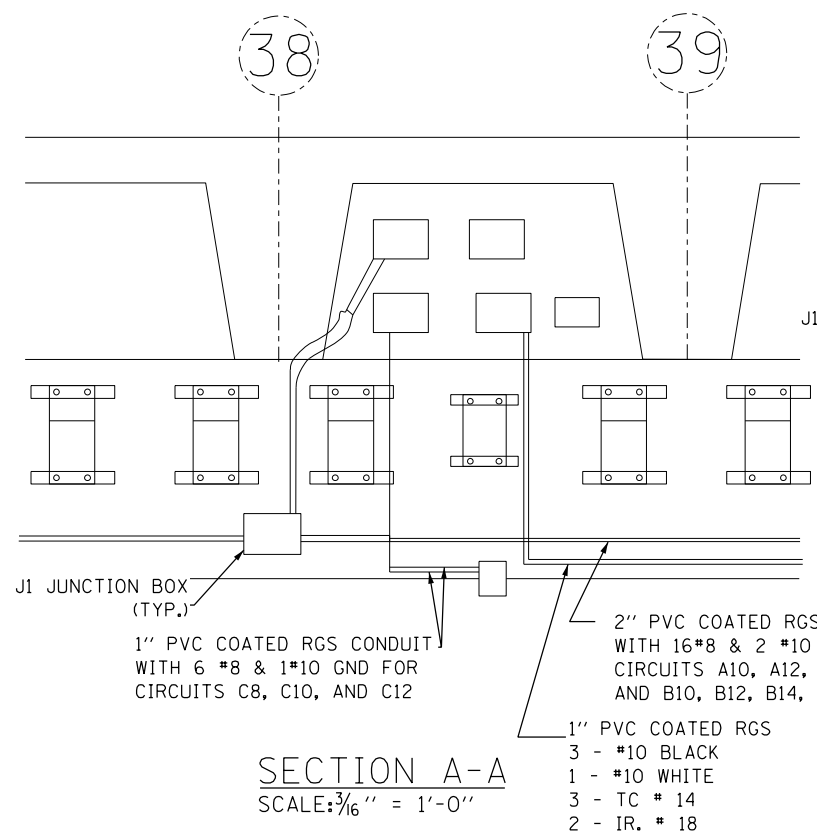 38
39
J1
J1 JUNCTION BOX
(TYP.)
1" PVC COATED RGS CONDUIT
WITH 6 #8 & 1#10 GND FOR
CIRCUITS C8, C10, AND C12
2" PVC COATED RGS
WITH 16#8 & 2 #10
CIRCUITS A10, A12,
AND B10, B12, B14,
1" PVC COATED RGS
3 - #10 BLACK
1 - #10 WHITE
3 - TC # 14
2 - IR. # 18
SECTION A-A
SCALE:3/16" = 1'-0"